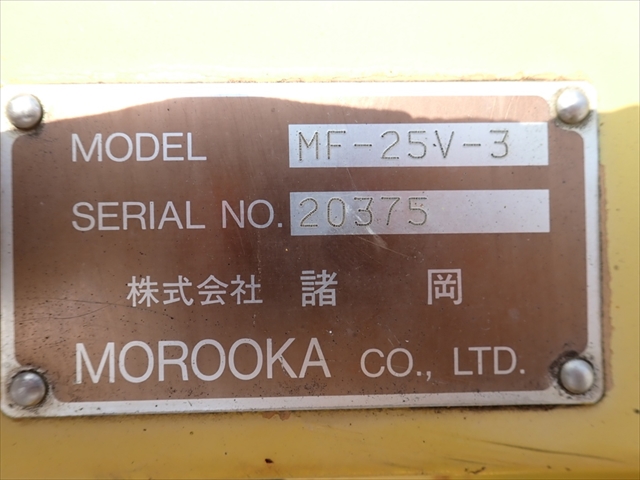 MODEL MF-25V-3
SERIAL NO. 20375
株式会社 諸 岡
MOROOKA CO., LTD.